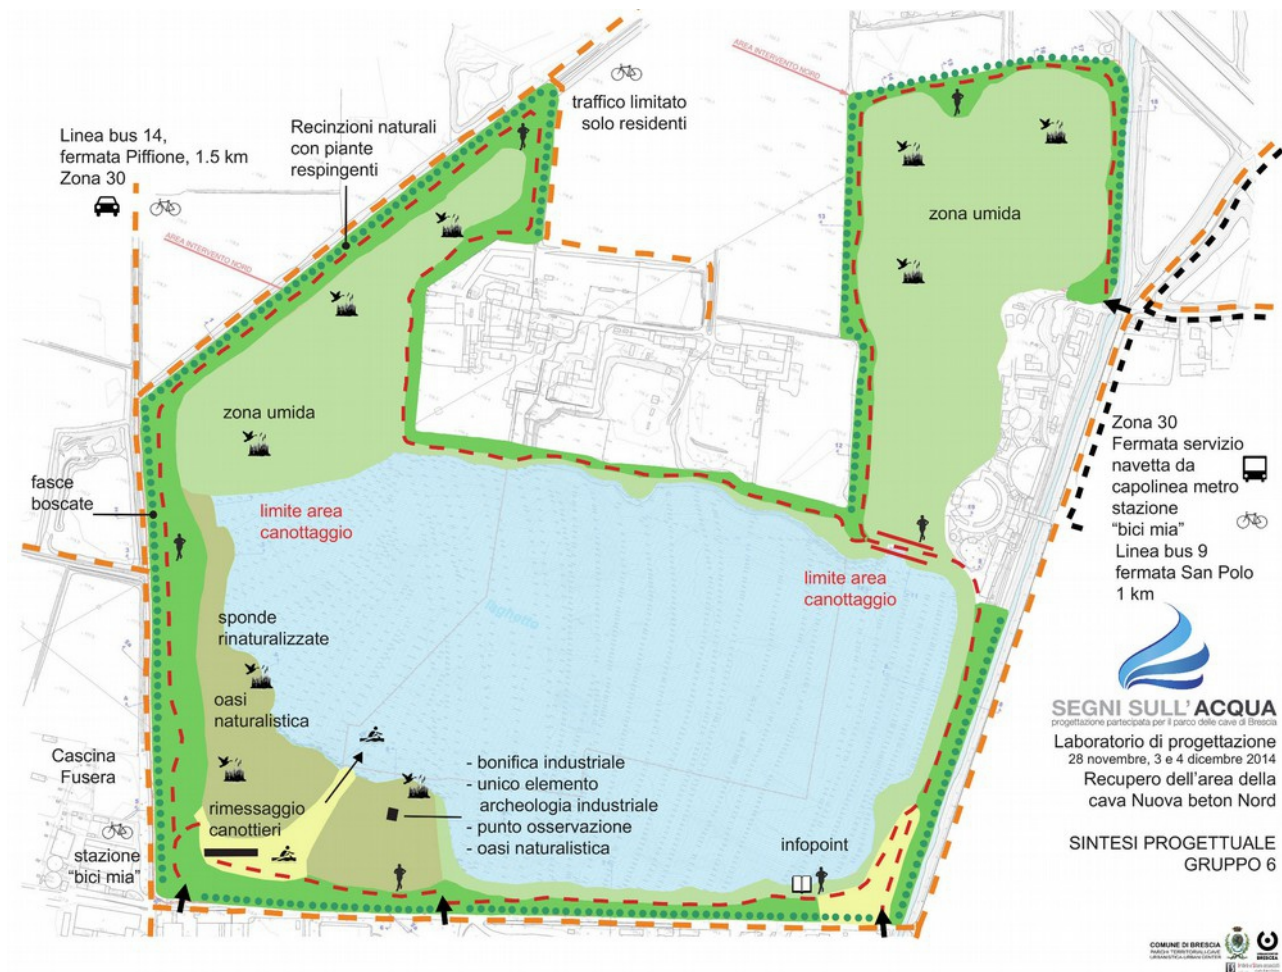 AREA INTERVENTO NORD
traffico limitato
solo residenti
Linea bus 14,
fermata Piffione, 1.5 km
Zona 30
Recinzioni naturali
con piante
respingenti
AREA INTERVENTO NORD
zona umida
zona umida
fasce
boscate
limite area
canottaggio
Zona 30
Fermata servizio
navetta da
capolinea metro
stazione
“bici mia”
Linea bus 9
fermata San Polo
1 km
limite area
canottaggio
laghetto
sponde
rinaturalizzate
oasi
naturalistica
SEGNI SULL'ACQUA
progettazione partecipata per il parco delle cave di Brescia
Laboratorio di progettazione
28 novembre, 3 e 4 dicembre 2014
Recupero dell'area della
cava Nuova beton Nord
Cascina
Fusera
- bonifica industriale
- unico elemento
archeologia industriale
- punto osservazione
- oasi naturalistica
rimessaggio
canottieri
infopoint
SINTESI PROGETTUALE
GRUPPO 6
stazione
“bici mia”
COMUNE DI BRESCIA